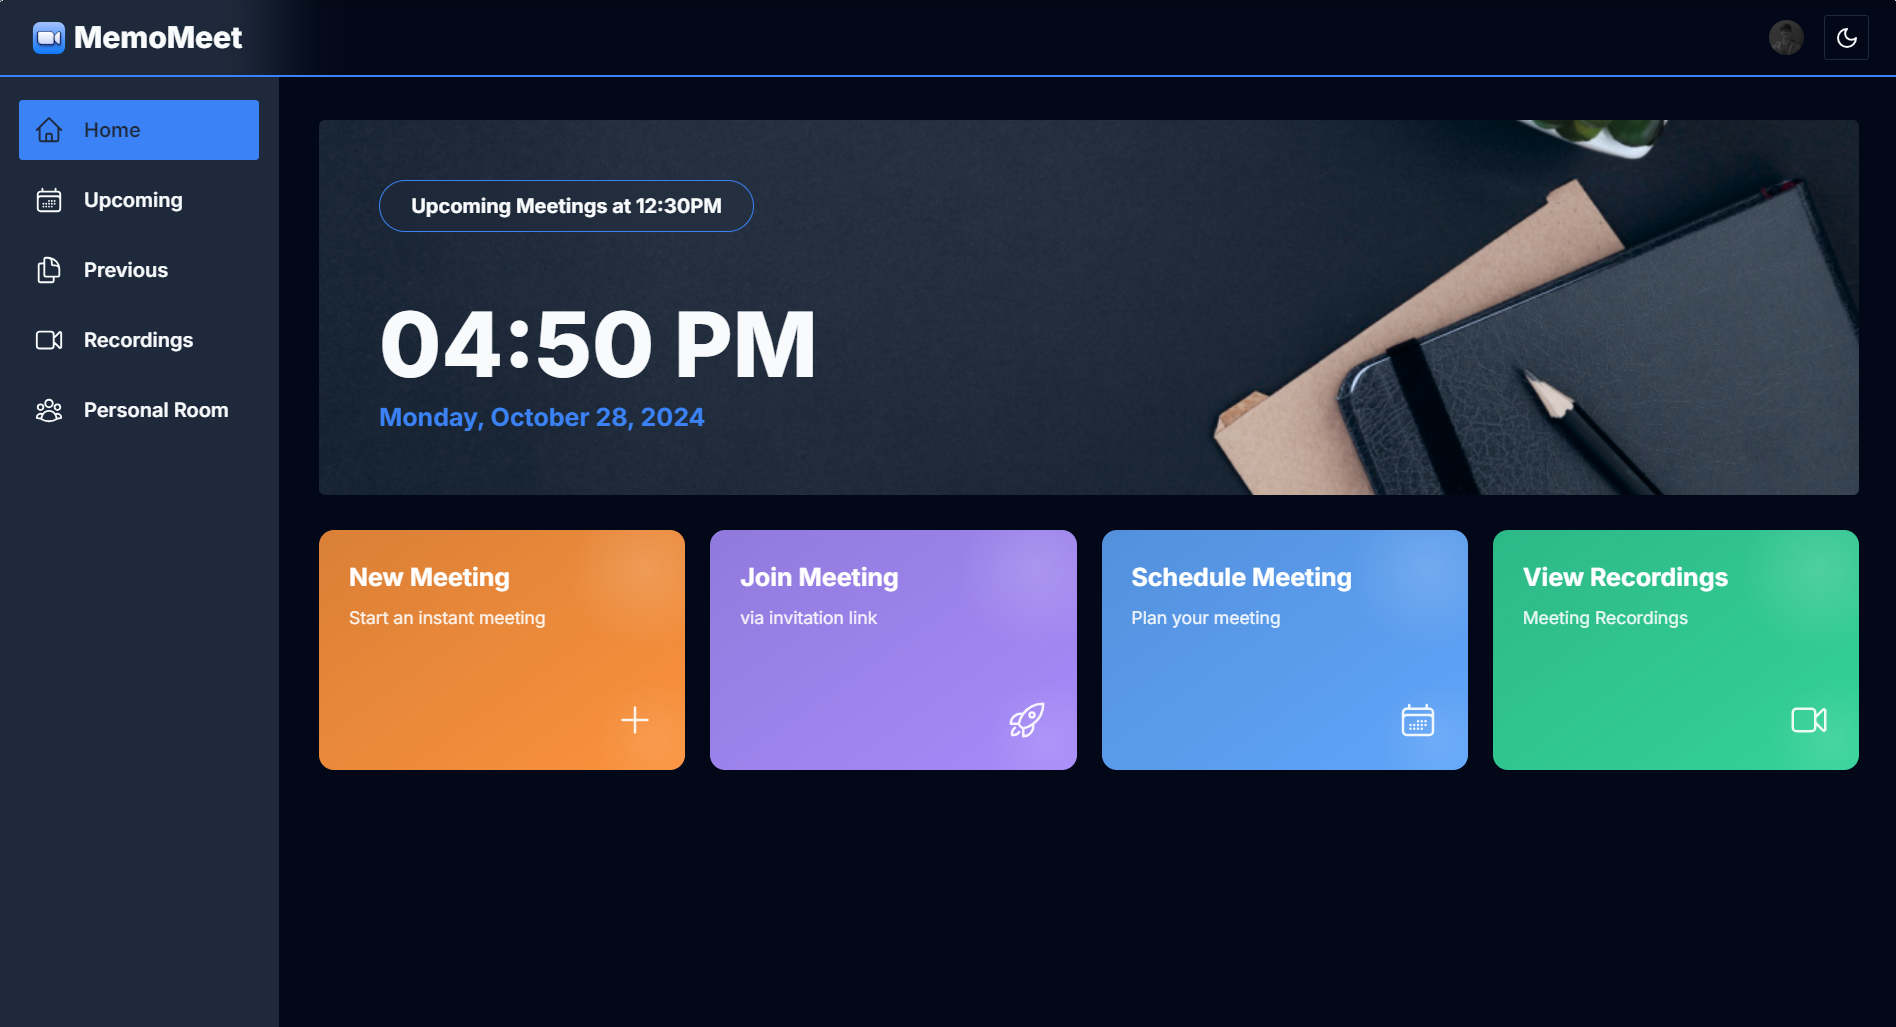 MemoMeet
Home
Upcoming
Previous
Recordings
Personal Room
Upcoming Meetings at 12:30PM
04:50 PM
Monday, October 28, 2024
New Meeting
Start an instant meeting
Join Meeting
via invitation link
Schedule Meeting
Plan your meeting
View Recordings
Meeting Recordings